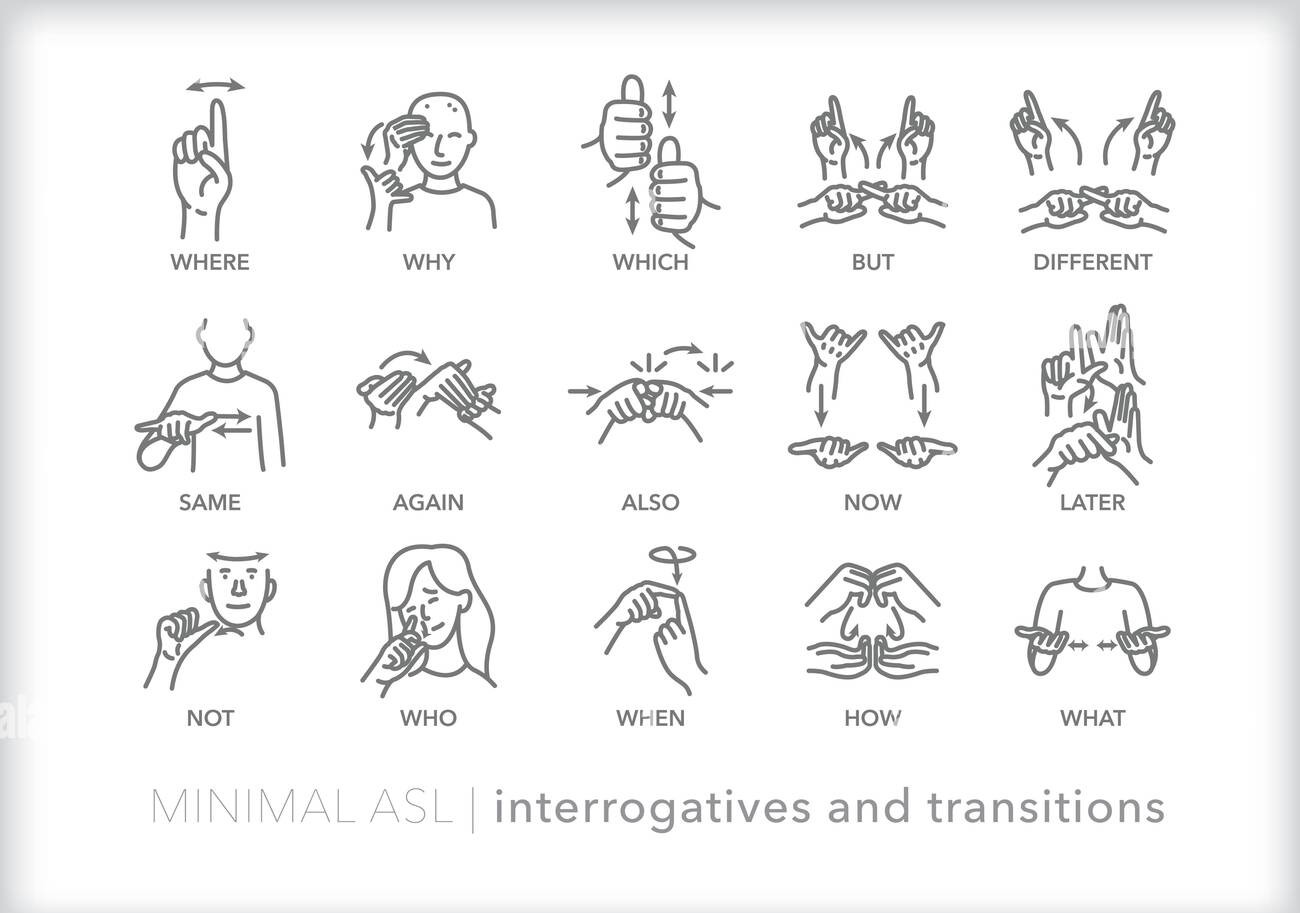 WHERE WHY WHICH BUT DIFFERENT
SAME AGAIN ALSO NOW LATER
NOT WHO WHEN HOW WHAT
MINIMAL ASL | interrogatives and transitions